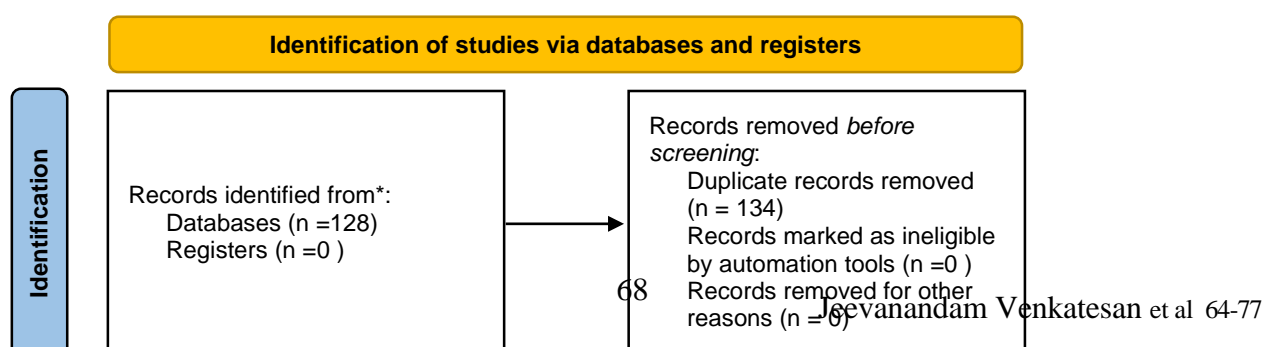 Identification of studies via databases and registers
Identification
Records identified from*:
Databases (n =128)
Registers (n =0 )
Records removed before
screening:
Duplicate records removed
(n = 134)
Records marked as ineligible
by automation tools (n =0 )
Records removed for other
reasons (n = 0)
68
Jeevanandam Venkatesan et al 64-77